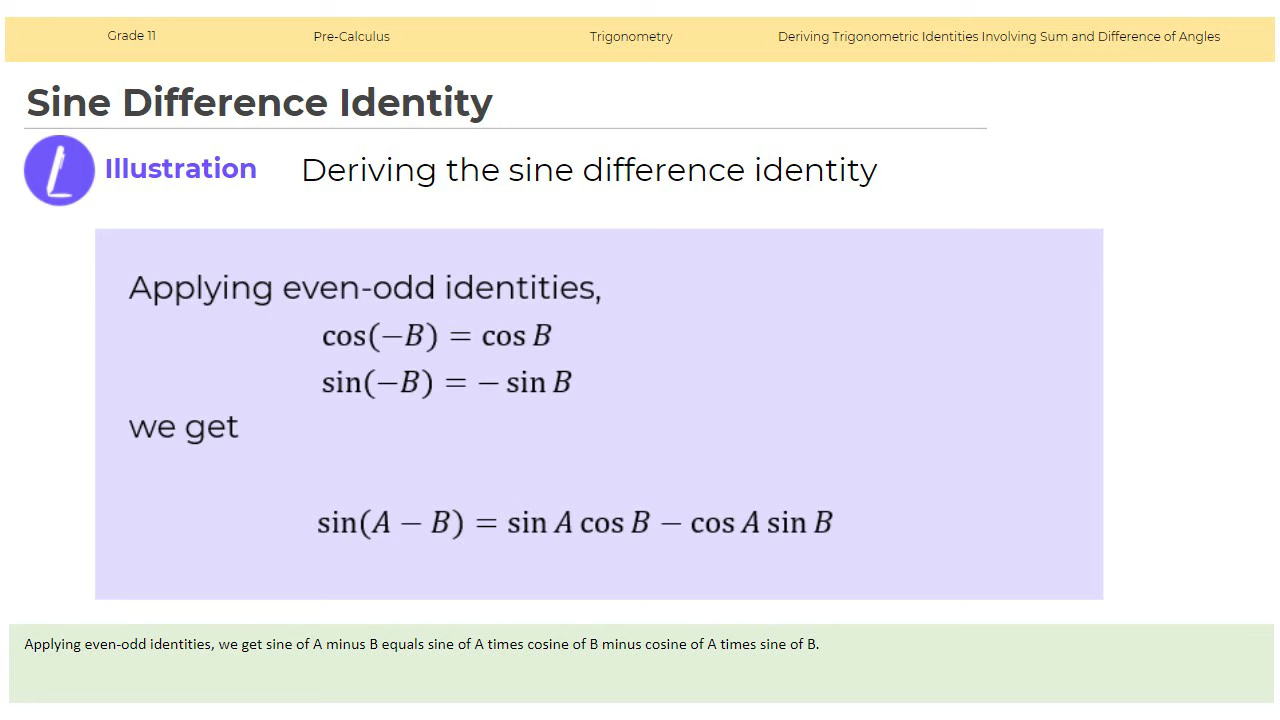 Grade 11 Pre-Calculus Trigonometry Deriving Trigonometric Identities Involving Sum and Difference of Angles
Sine Difference Identity
Illustration Deriving the sine difference identity
Applying even-odd identities,
cos(−B) = cos B
sin(−B) = − sin B
we get
sin(A − B) = sin A cos B − cos A sin B
Applying even-odd identities, we get sine of A minus B equals sine of A times cosine of B minus cosine of A times sine of B.